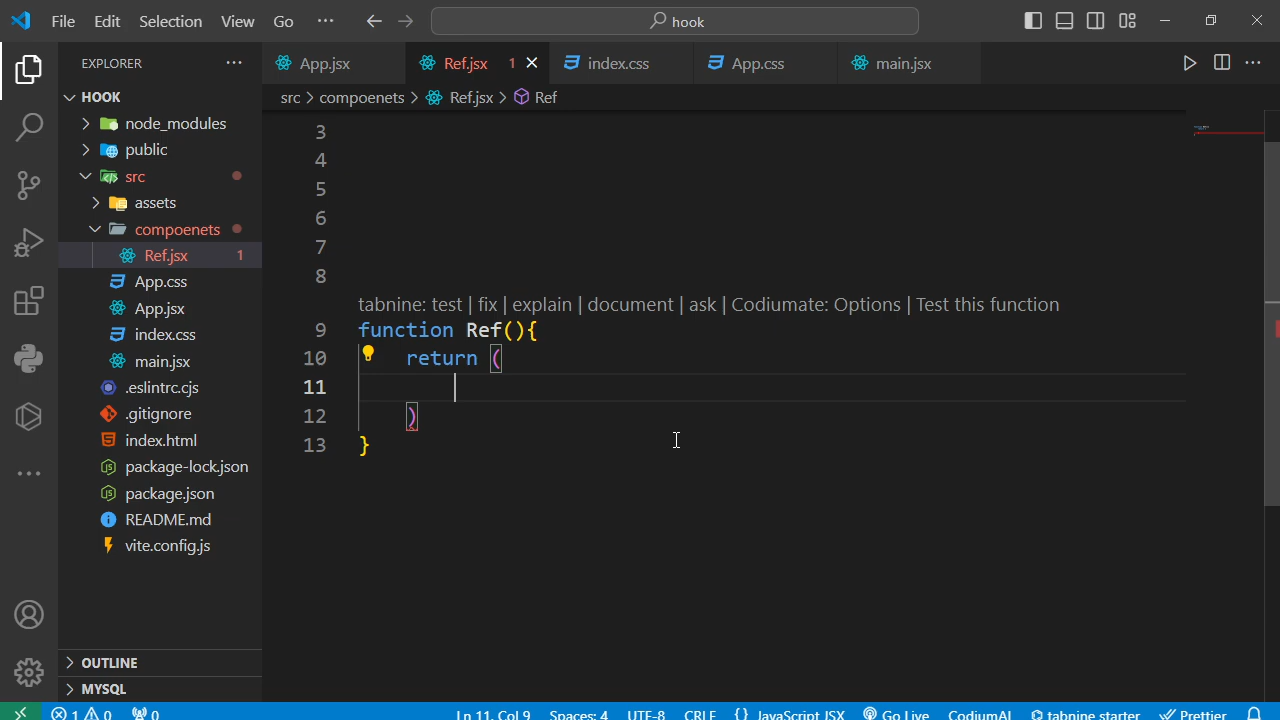 File Edit Selection View Go ··· hook
EXPLORER ···
App.jsx Ref.jsx 1 index.css App.css main.jsx ···
src > compoenets > Ref.jsx > Ref
HOOK
node_modules
public
src
assets
compoenets
Ref.jsx 1
App.css
App.jsx
index.css
main.jsx
.eslintrc.cjs
.gitignore
index.html
package-lock.json
package.json
README.md
vite.config.js
OUTLINE
MYSQL
3
4
5
6
7
8
tabnine: test | fix | explain | document | ask | Codiumate: Options | Test this function
9 function Ref(){
10 return (
11
12 )
13 }
1 0 0 Ln 11, Col 9 Spaces: 4 UTF-8 CRLF {} JavaScript JSX Go Live CodiumAI tabnine starter Prettier